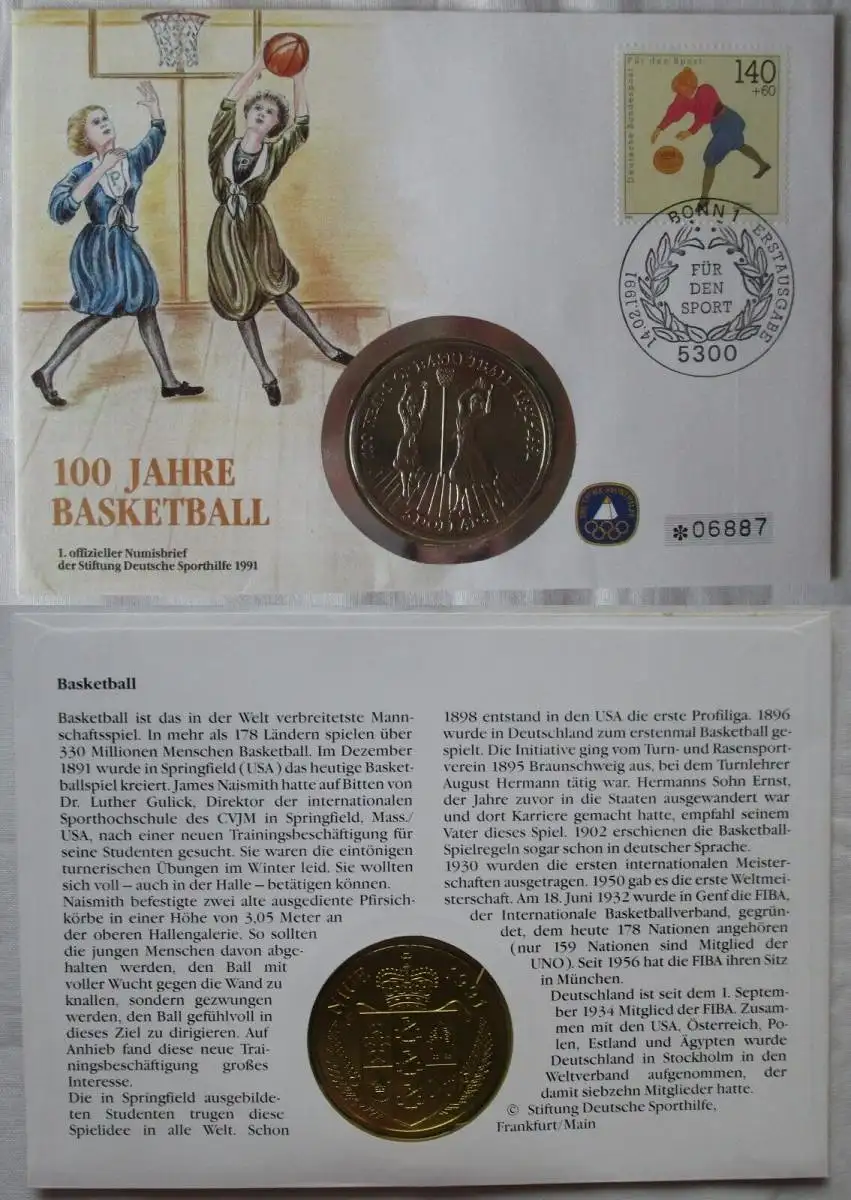 Für den Sport
140
+60
Deutsche Bundespost
P
P
BONN 1
ERSTAUSGABE
14.02.1991
FÜR
DEN
SPORT
5300
100 YEARS OF BASKETBALL 1891-1991
5 DOLLARS
100 JAHRE
BASKETBALL
1. offizieller Numisbrief
der Stiftung Deutsche Sporthilfe 1991
✻06887
Basketball
Basketball ist das in der Welt verbreitetste Mann-
schaftsspiel. In mehr als 178 Ländern spielen über
330 Millionen Menschen Basketball. Im Dezember
1891 wurde in Springfield (USA) das heutige Basket-
ballspiel kreiert. James Naismith hatte auf Bitten von
Dr. Luther Gulick, Direktor der internationalen
Sporthochschule des CVJM in Springfield, Mass./
USA, nach einer neuen Trainingsbeschäftigung für
seine Studenten gesucht. Sie waren die eintönigen
turnerischen Übungen im Winter leid. Sie wollten
sich voll – auch in der Halle – betätigen können.
Naismith befestigte zwei alte ausgediente Pfirsich-
körbe in einer Höhe von 3,05 Meter an
der oberen Hallengalerie. So sollten
die jungen Menschen davon abge-
halten werden, den Ball mit
voller Wucht gegen die Wand zu
knallen, sondern gezwungen
werden, den Ball gefühlvoll in
dieses Ziel zu dirigieren. Auf
Anhieb fand diese neue Trai-
ningsbeschäftigung großes
Interesse.
Die in Springfield ausgebilde-
ten Studenten trugen diese
Spielidee in alle Welt. Schon
1898 entstand in den USA die erste Profiliga. 1896
wurde in Deutschland zum erstenmal Basketball ge-
spielt. Die Initiative ging vom Turn- und Rasensport-
verein 1895 Braunschweig aus, bei dem Turnlehrer
August Hermann tätig war. Hermanns Sohn Ernst,
der Jahre zuvor in die Staaten ausgewandert war
und dort Karriere gemacht hatte, empfahl seinem
Vater dieses Spiel. 1902 erschienen die Basketball-
Spielregeln sogar schon in deutscher Sprache.
1930 wurden die ersten internationalen Meister-
schaften ausgetragen. 1950 gab es die erste Weltmei-
sterschaft. Am 18. Juni 1932 wurde in Genf die FIBA,
der Internationale Basketballverband, gegrün-
det, dem heute 178 Nationen angehören
(nur 159 Nationen sind Mitglied der
UNO). Seit 1956 hat die FIBA ihren Sitz
in München.
Deutschland ist seit dem 1. Septem-
ber 1934 Mitglied der FIBA. Zusam-
men mit den USA, Österreich, Po-
len, Estland und Ägypten wurde
Deutschland in Stockholm in den
Weltverband aufgenommen, der
damit siebzehn Mitglieder hatte.
© Stiftung Deutsche Sporthilfe,
Frankfurt/Main
NIUE 1991